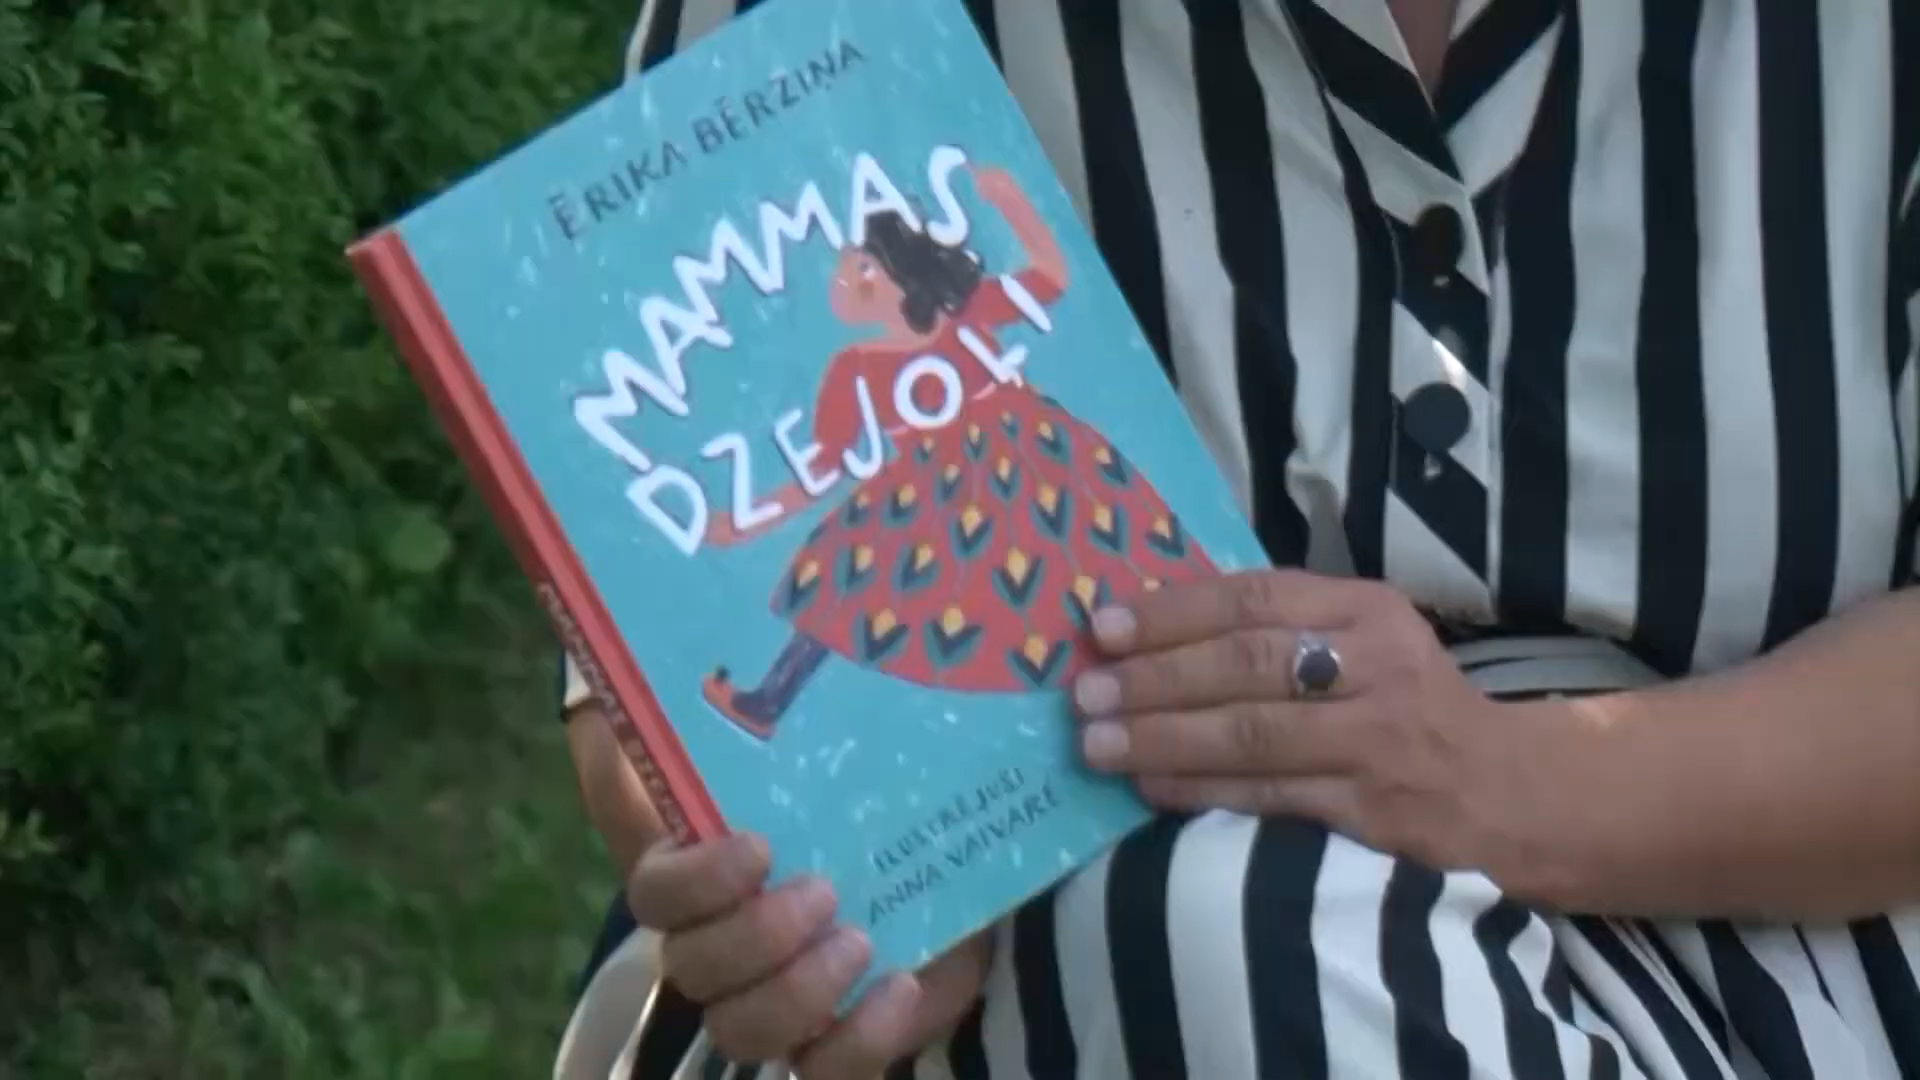 ĒRIKA BĒRZIŅA
MAMMAS
DZEJOĻI
ILUSTRĒJUSI
ANNA VAIVARE